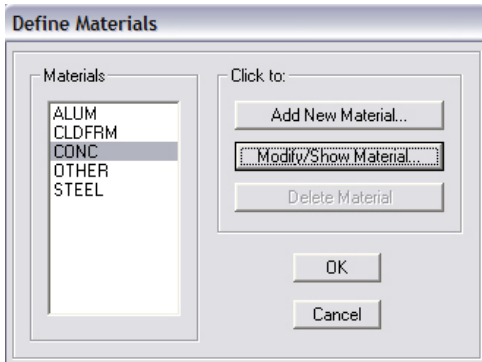 Define Materials
Materials
ALUM
CLDFRM
CONC
OTHER
STEEL
Click to:
Add New Material...
Modify/Show Material...
Delete Material
OK
Cancel